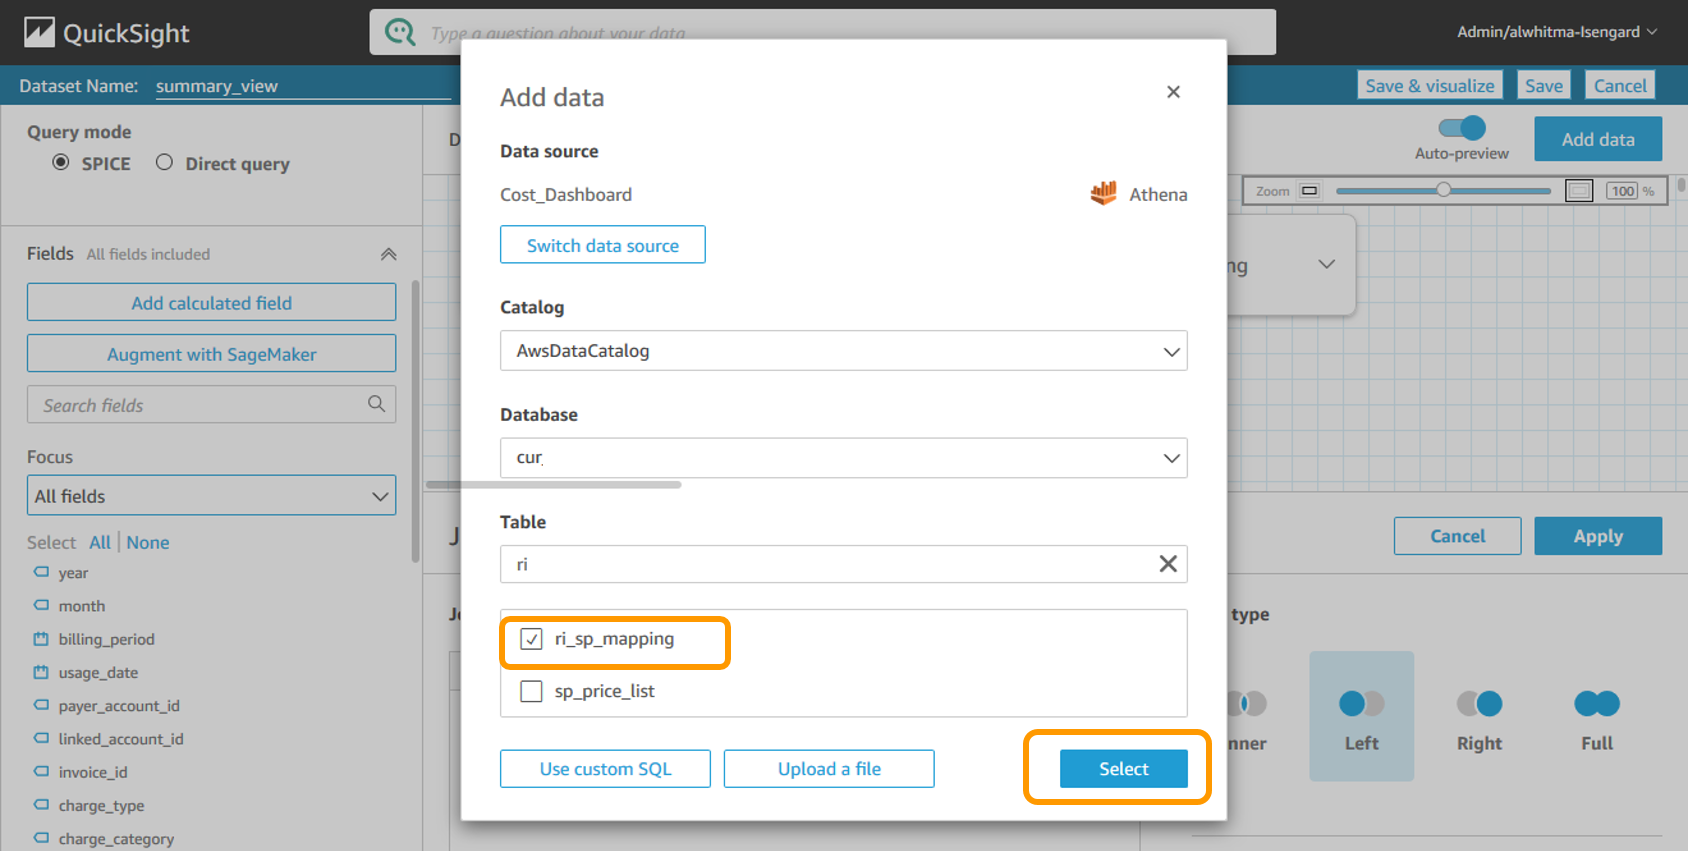 QuickSight
Type a question about your data
Admin/alwhitma-Isengard
Dataset Name: summary_view
Save & visualize
Save
Cancel
Query mode
SPICE
Direct query
Auto-preview
Add data
Zoom
100 %
Fields All fields included
Add calculated field
Augment with SageMaker
Search fields
Focus
All fields
Select All None
year
month
billing_period
usage_date
payer_account_id
linked_account_id
invoice_id
charge_type
charge_category
ng
Add data
Data source
Cost_Dashboard
Athena
Switch data source
Catalog
AwsDataCatalog
Database
cur
Table
ri
ri_sp_mapping
sp_price_list
Use custom SQL
Upload a file
Select
Cancel
Apply
type
nner
Left
Right
Full